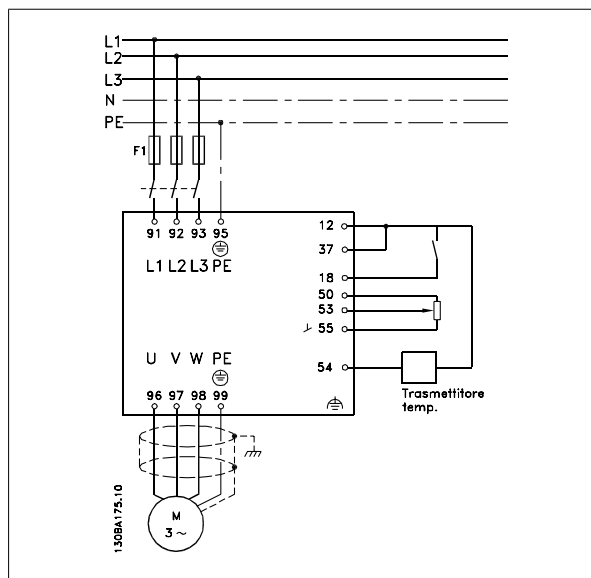 L1
L2
L3
N
PE
F1
91 92 93 95
L1 L2 L3 PE
12
37
18
50
53
55
54
Trasmettitore
temp.
U V W PE
96 97 98 99
M
3 ~
130BA175.10